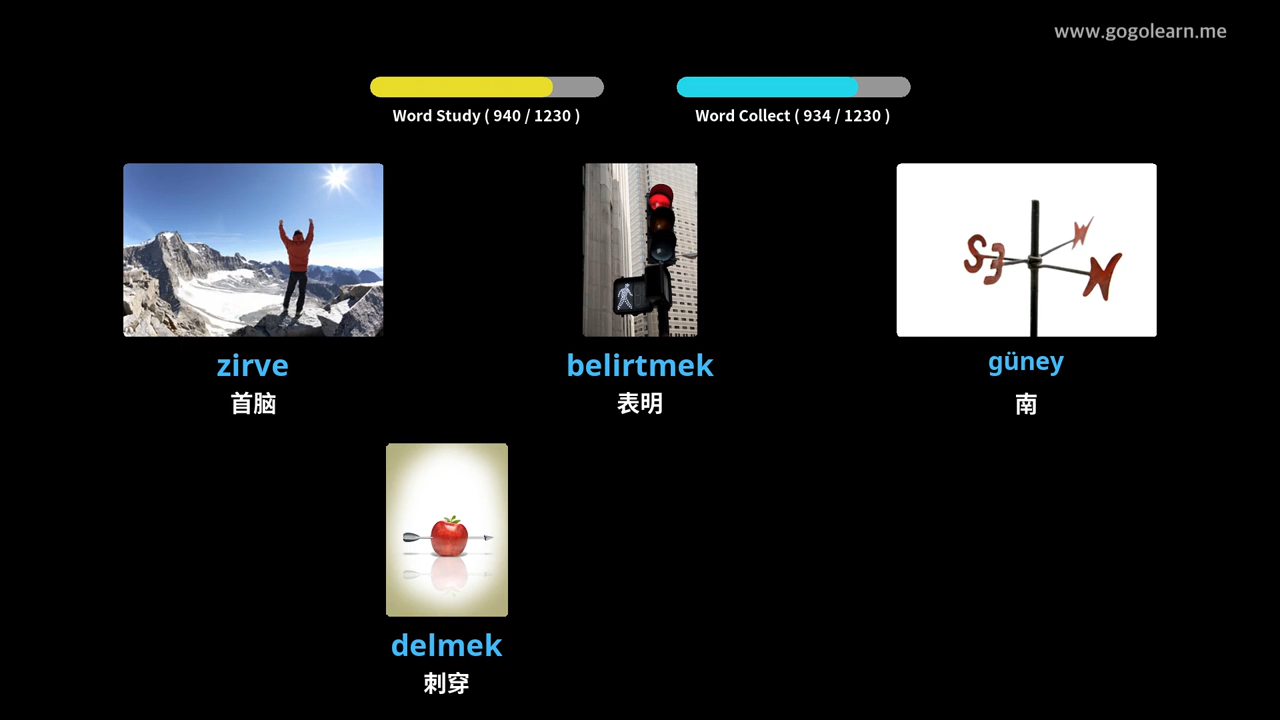 www.gogolearn.me
Word Study ( 940 / 1230 )
Word Collect ( 934 / 1230 )
S E N
zirve
首脑
belirtmek
表明
güney
南
delmek
刺穿